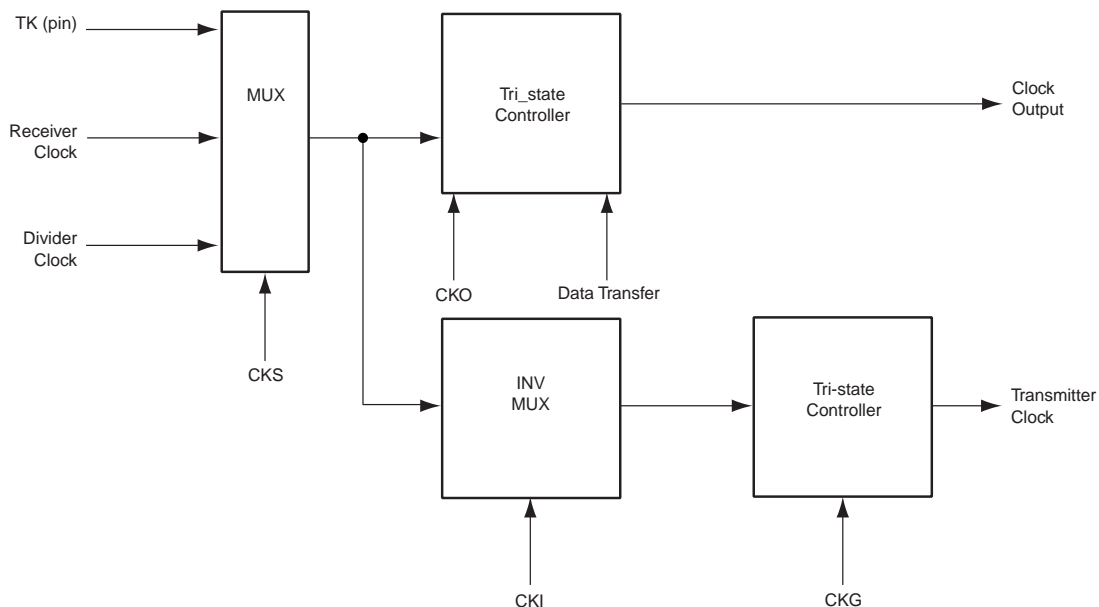 TK (pin)
MUX
Tri_state
Controller
Clock
Output
Receiver
Clock
Divider
Clock
CKO
Data Transfer
CKS
INV
MUX
Tri-state
Controller
Transmitter
Clock
CKI
CKG